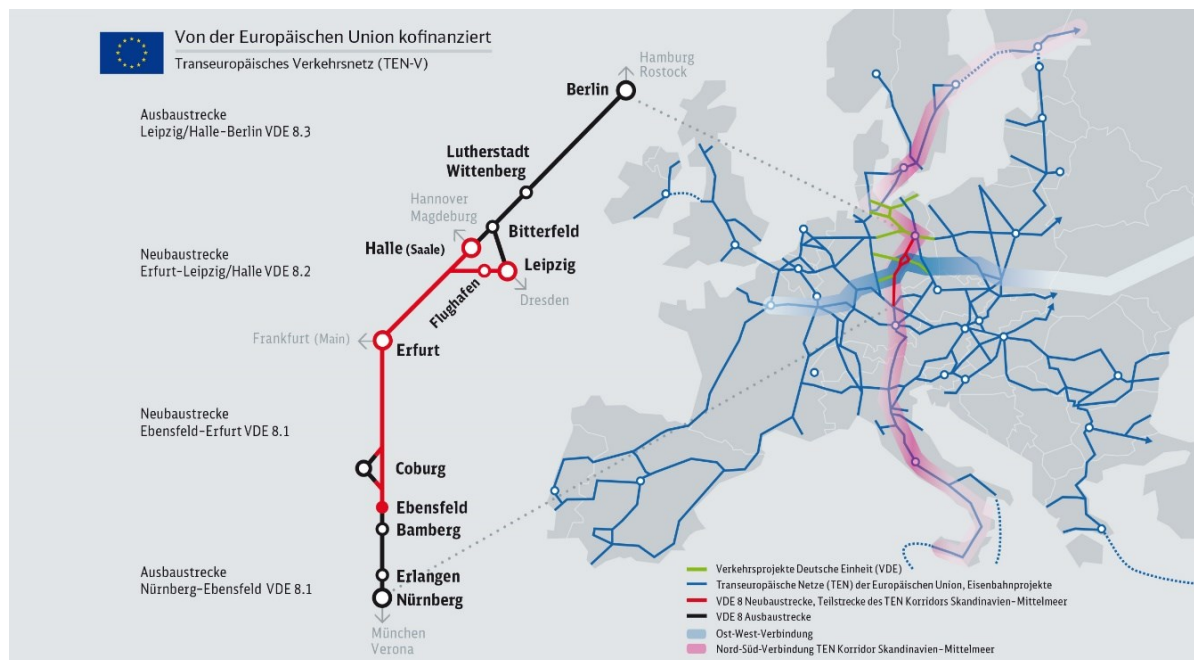 Von der Europäischen Union kofinanziert
Transeuropäisches Verkehrsnetz (TEN-V)
Hamburg
Rostock
Berlin
Ausbaustrecke
Leipzig/Halle–Berlin VDE 8.3
Lutherstadt
Wittenberg
Hannover
Magdeburg
Bitterfeld
Halle (Saale)
Neubaustrecke
Erfurt–Leipzig/Halle VDE 8.2
Leipzig
Flughafen
Dresden
Frankfurt (Main)
Erfurt
Neubaustrecke
Ebensfeld–Erfurt VDE 8.1
Coburg
Ebensfeld
Bamberg
Ausbaustrecke
Nürnberg–Ebensfeld VDE 8.1
Erlangen
Nürnberg
München
Verona
Verkehrsprojekte Deutsche Einheit (VDE)
Transeuropäische Netze (TEN) der Europäischen Union, Eisenbahnprojekte
VDE 8 Neubaustrecke, Teilstrecke des TEN Korridors Skandinavien–Mittelmeer
VDE 8 Ausbaustrecke
Ost-West-Verbindung
Nord-Süd-Verbindung TEN Korridor Skandinavien–Mittelmeer